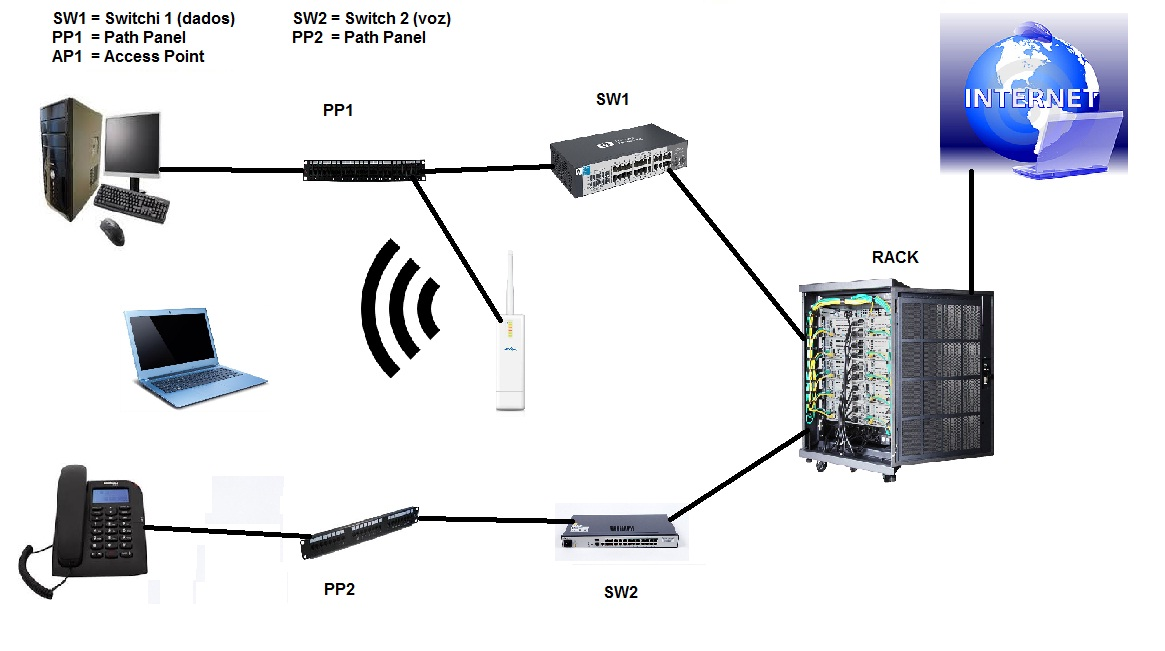 SW1 = Switchi 1 (dados)
PP1 = Path Panel
AP1 = Access Point
SW2 = Switch 2 (voz)
PP2 = Path Panel
PP1
SW1
INTERNET
RACK
PP2
SW2